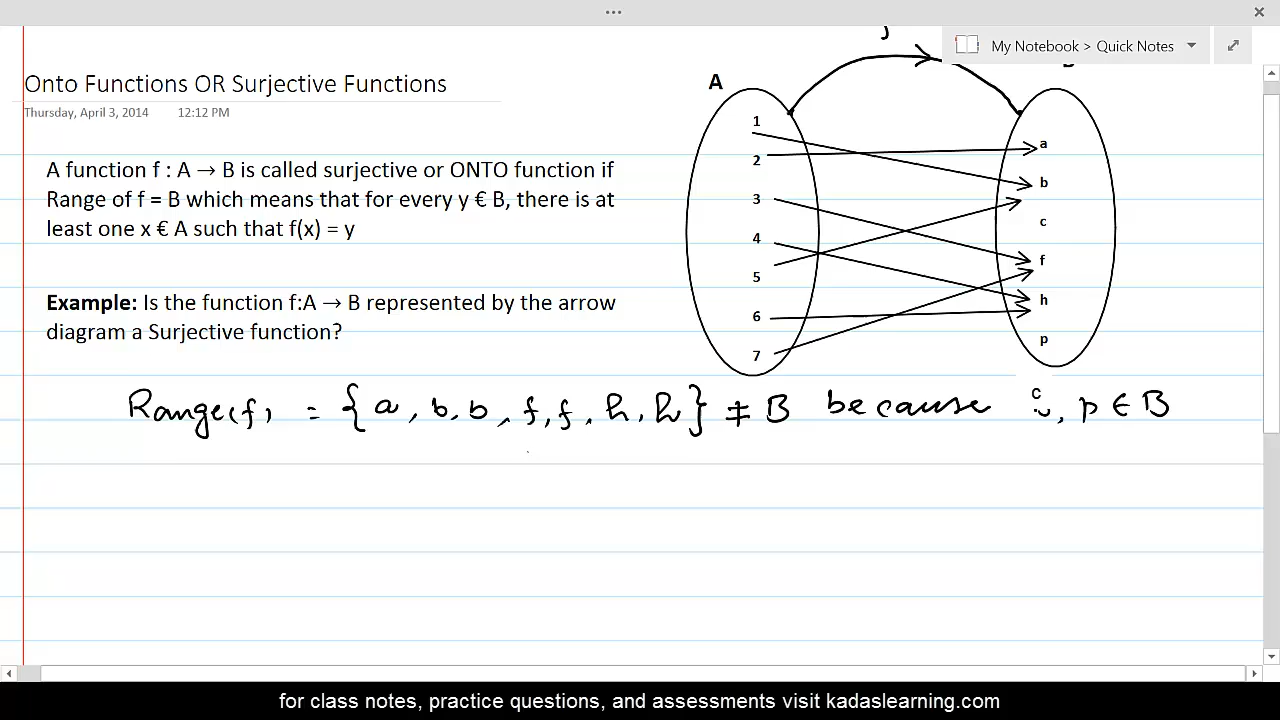 My Notebook > Quick Notes
Onto Functions OR Surjective Functions
Thursday, April 3, 2014 12:12 PM
A function f : A → B is called surjective or ONTO function if
Range of f = B which means that for every y € B, there is at
least one x € A such that f(x) = y
Example: Is the function f:A → B represented by the arrow
diagram a Surjective function?
A
1
2
3
4
5
6
7
a
b
c
f
h
p
Range(f) = {a, b, b, f, f, h, h} ≠ B because c, p ∈ B
for class notes, practice questions, and assessments visit kadaslearning.com